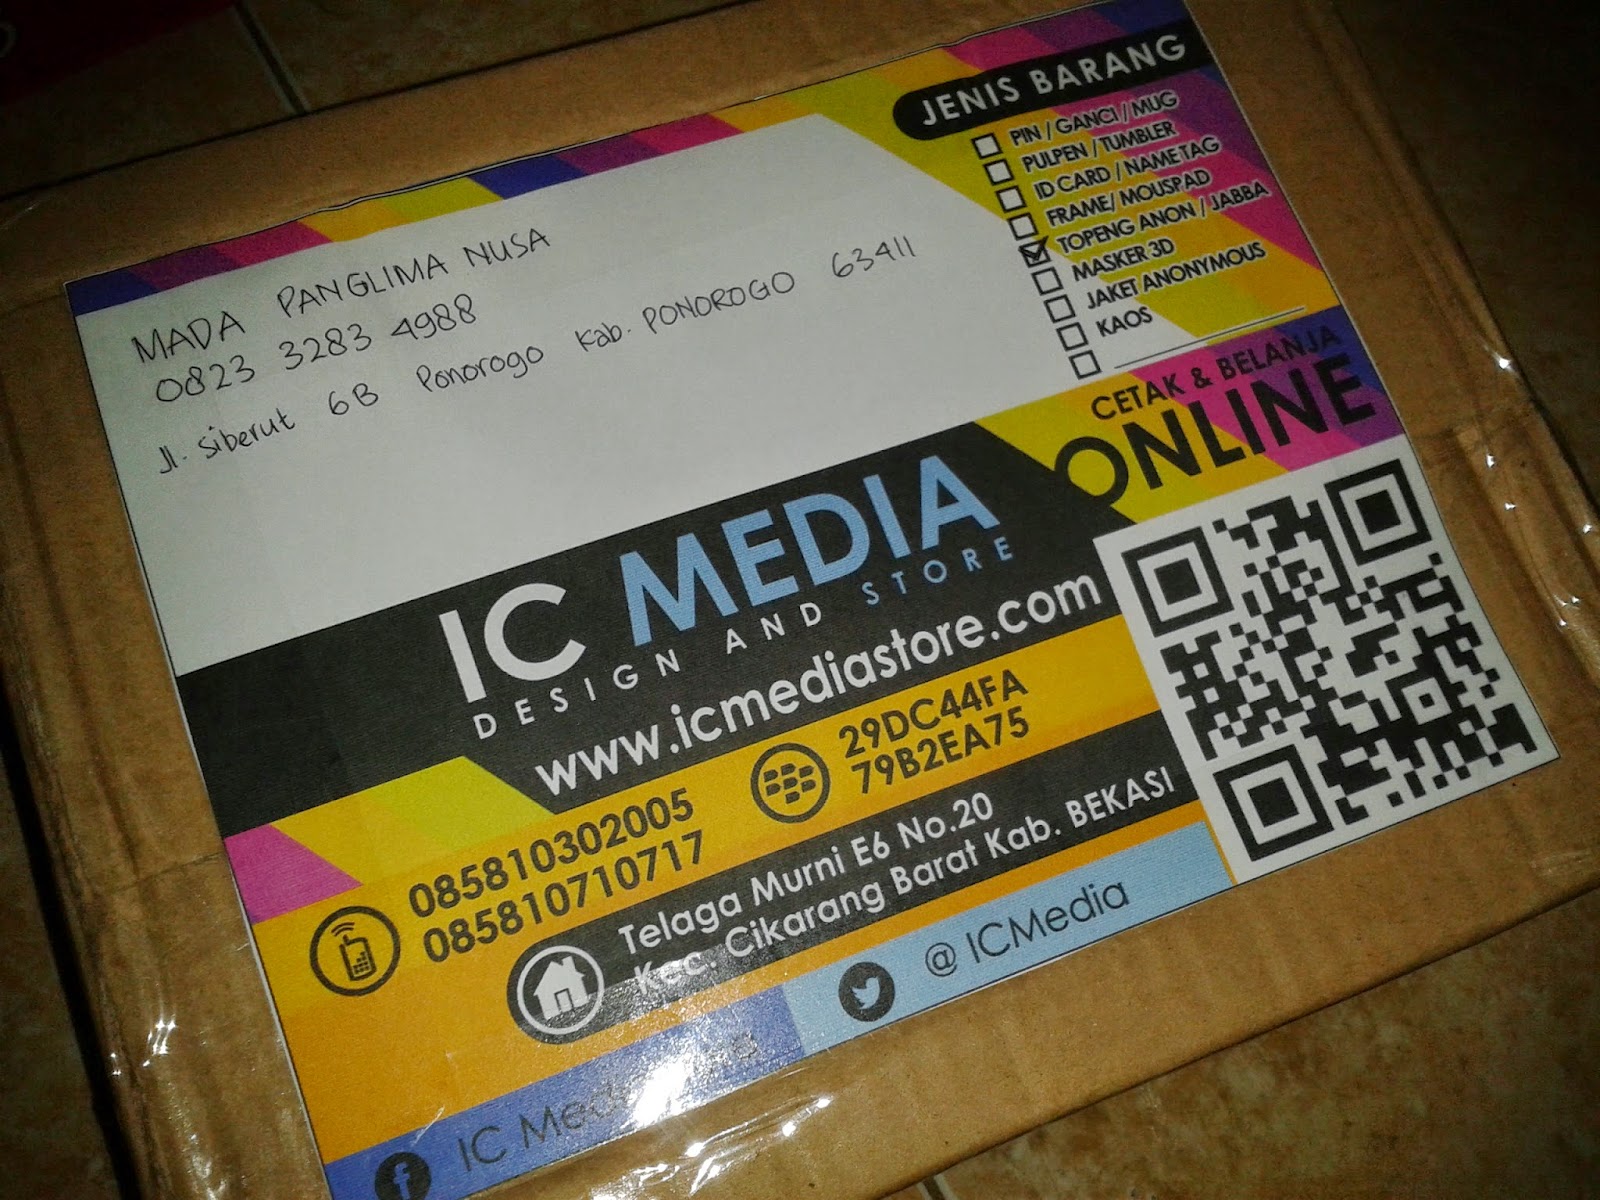 MADA PANGLIMA NUSA
0823 3283 4988
Jl. Siberut 6B Ponorogo Kab. PONOROGO 63411
JENIS BARANG
PIN / GANCI / MUG
PULPEN / TUMBLER
ID CARD / NAME TAG
FRAME/ MOUSPAD
TOPENG ANON / JABBA
MASKER 3D
JAKET ANONYMOUS
KAOS
CETAK & BELANJA
ONLINE
IC MEDIA
DESIGN AND STORE
www.icmediastore.com
085810302005
085810710717
29DC44FA
79B2EA75
Telaga Murni E6 No.20
Kec. Cikarang Barat Kab. BEKASI
@ ICMedia
IC